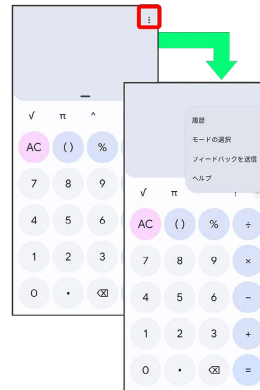 ⋮
√ π ^
AC ( ) %
7 8 9
4 5 6
1 2 3
0 . ⌫
履歴
モードの選択
フィードバックを送信
ヘルプ
√ π !
AC ( ) % ÷
7 8 9 ×
4 5 6 −
1 2 3 +
0 . ⌫ =